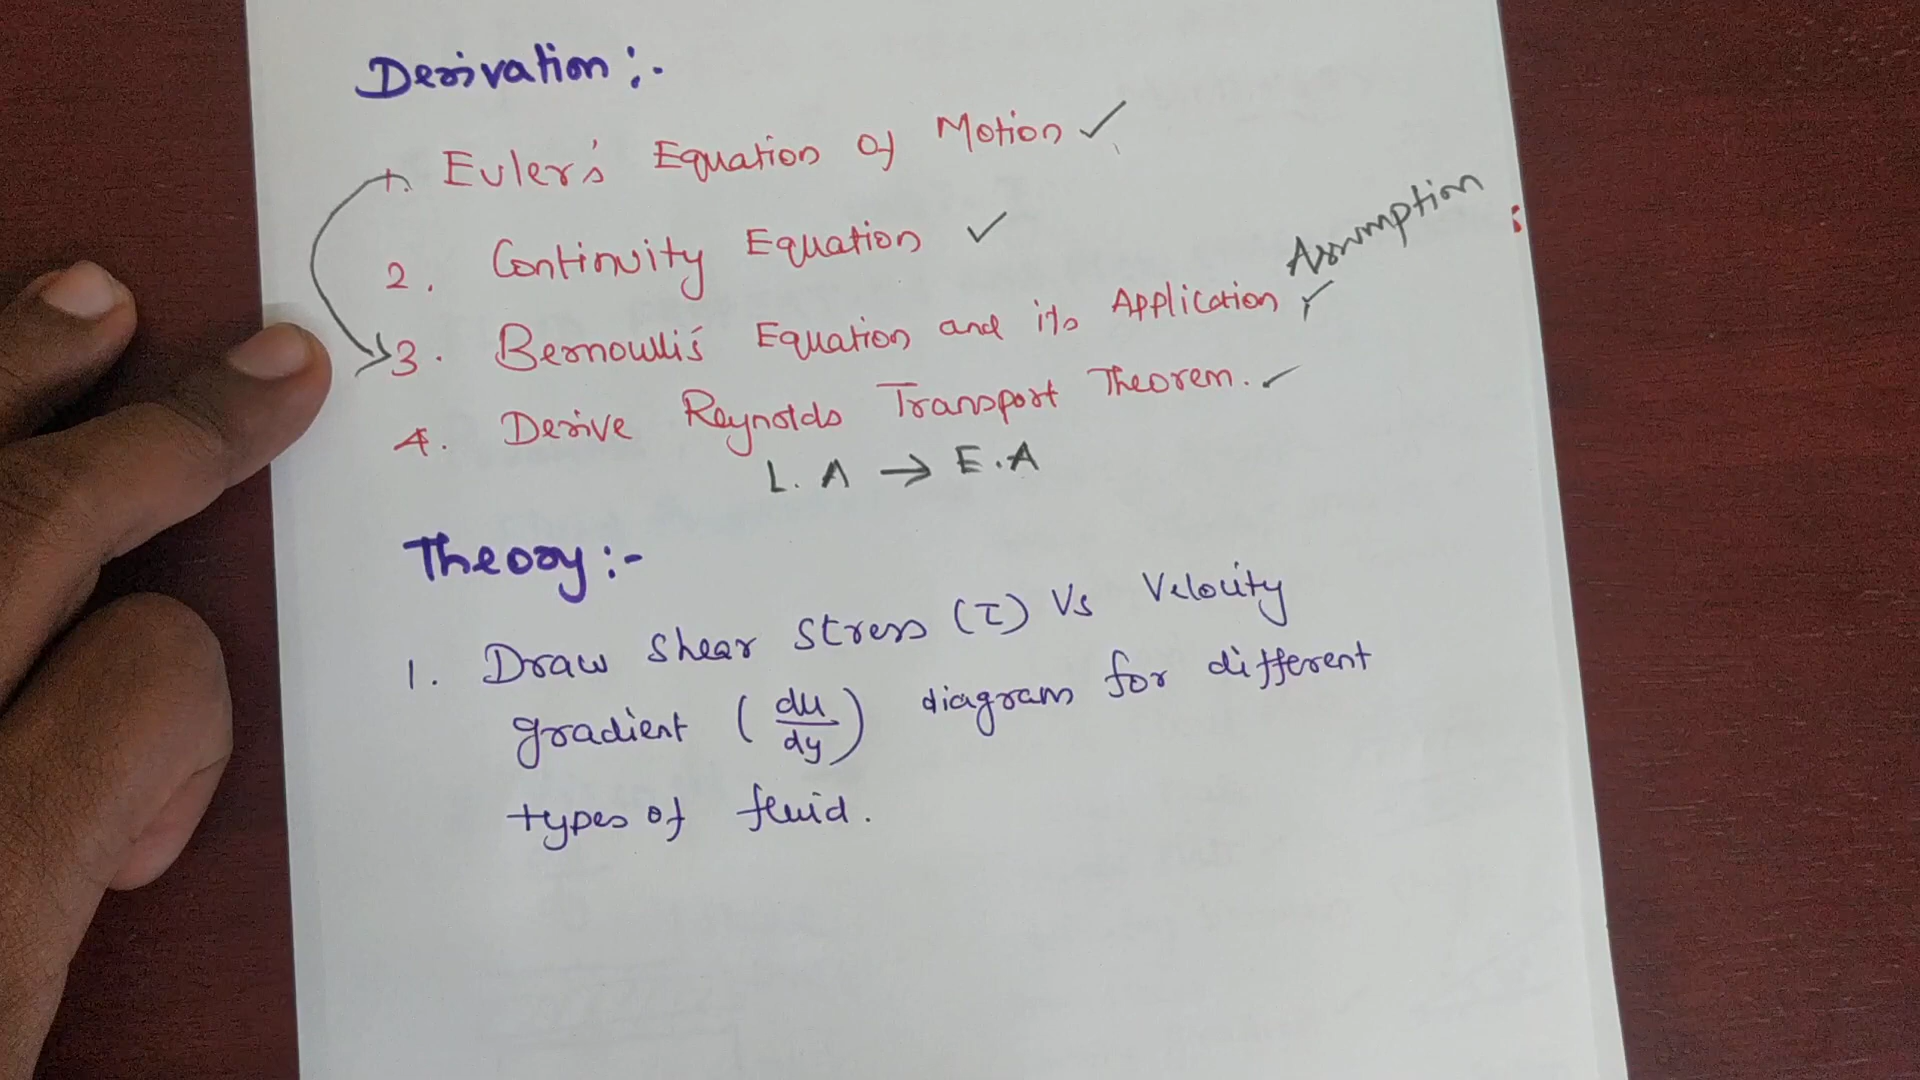 Derivation :-
1. Euler's Equation of Motion ✓
2. Continuity Equation ✓
Assumption
3. Bernoulli's Equation and its Application ✓
4. Derive Reynolds Transport Theorem. ✓
L.A → E.A
Theory :-
1. Draw Shear Stress (τ) Vs Velocity
gradient (du/dy) diagram for different
types of fluid.